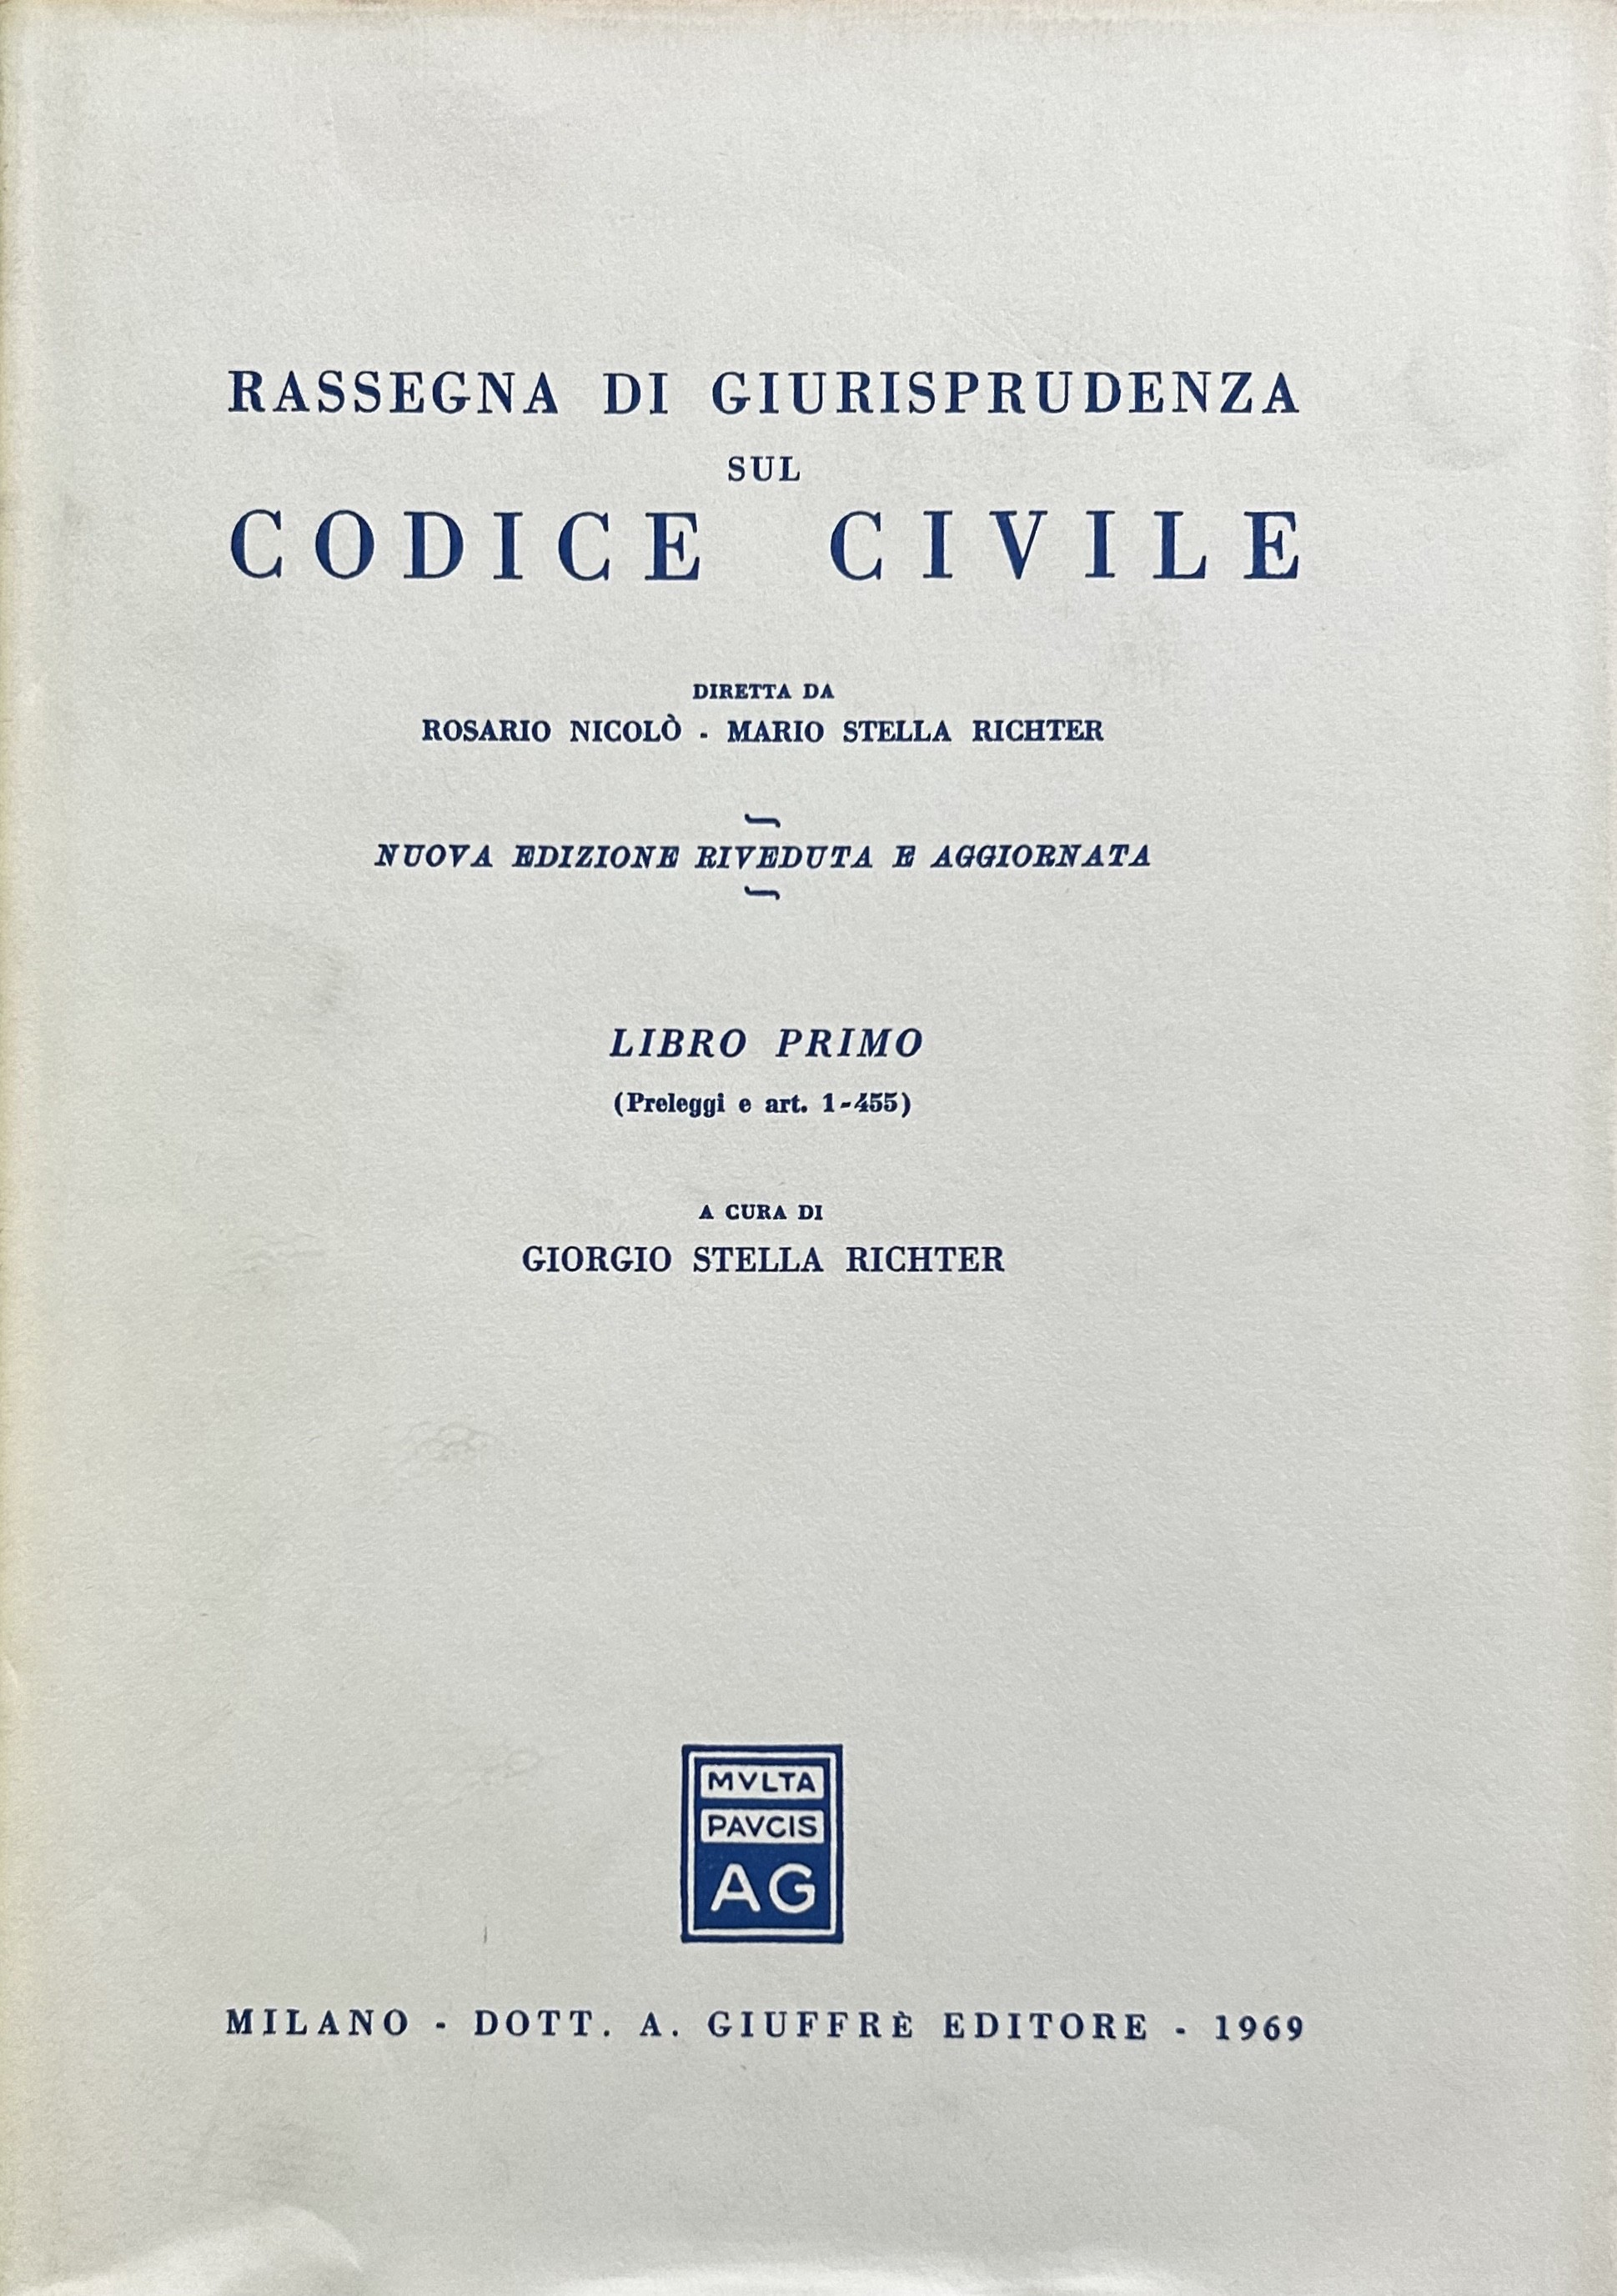 RASSEGNA DI GIURISPRUDENZA
SUL
CODICE CIVILE
DIRETTA DA
ROSARIO NICOLÒ - MARIO STELLA RICHTER
NUOVA EDIZIONE RIVEDUTA E AGGIORNATA
LIBRO PRIMO
(Preleggi e art. 1-455)
A CURA DI
GIORGIO STELLA RICHTER
MVLTA
PAVCIS
AG
MILANO - DOTT. A. GIUFFRÈ EDITORE - 1969